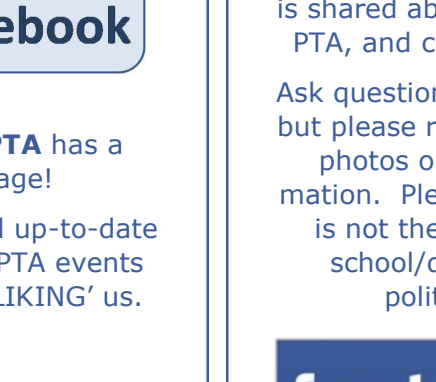 ebook
PTA has a
age!
up-to-date
PTA events
LIKING’ us.
is shared ab
PTA, and c
Ask question
but please r
photos o
mation.  Ple
is not the
school/
polit